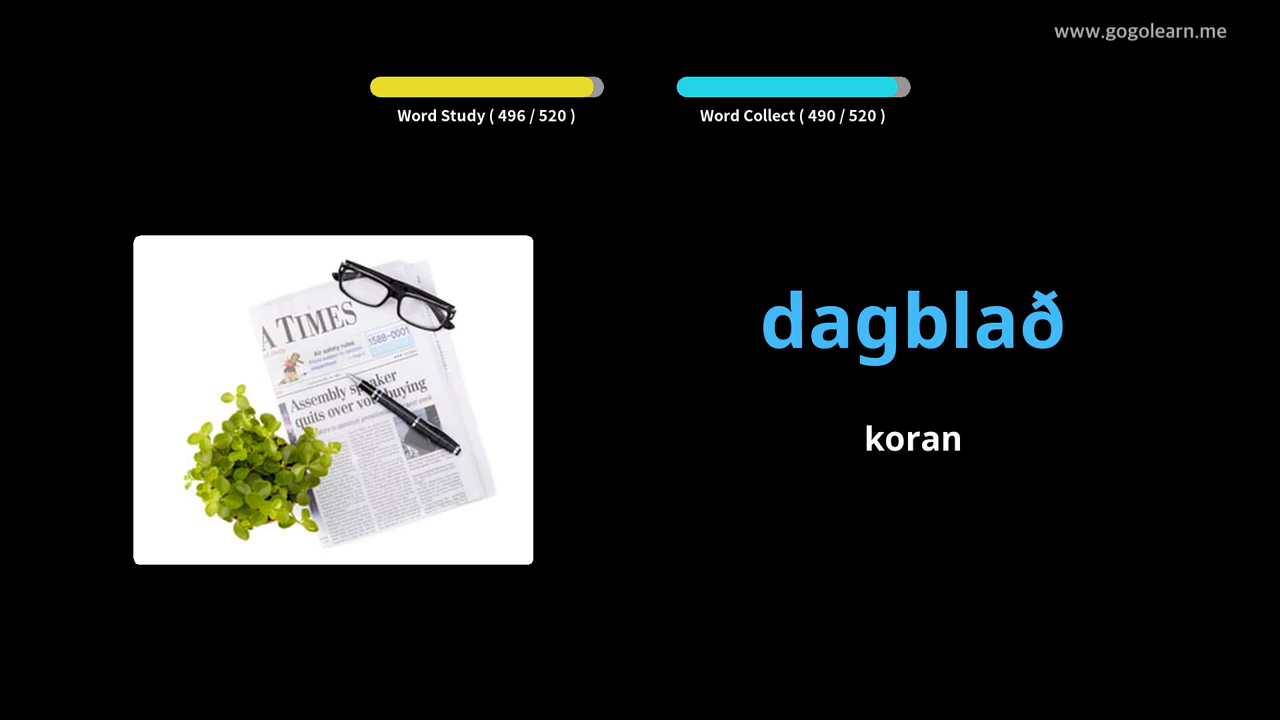 www.gogolearn.me
Word Study ( 496 / 520 )
Word Collect ( 490 / 520 )
A TIMES
Air safety rules
1588-0001
Assembly speaker
quits over vote buying
dagblað
koran